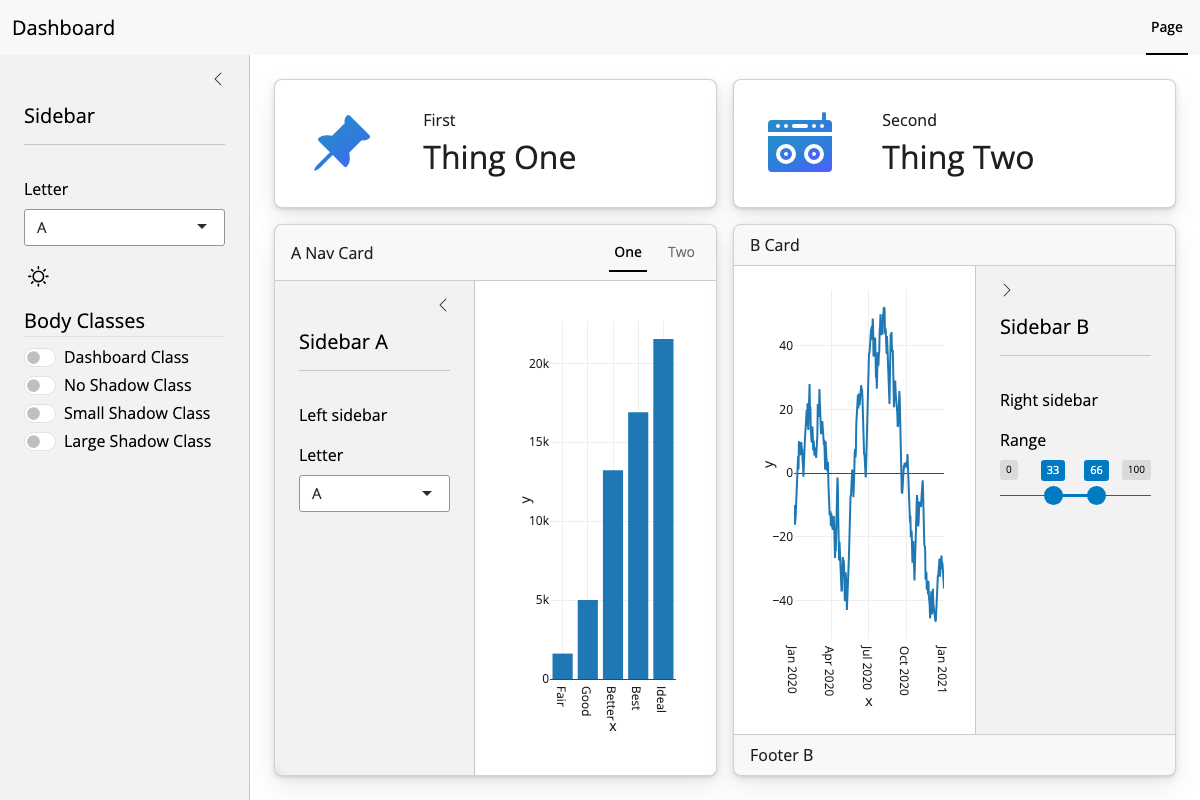 Dashboard
Page
Sidebar
Letter
A
Body Classes
Dashboard Class
No Shadow Class
Small Shadow Class
Large Shadow Class
First
Thing One
Second
Thing Two
A Nav Card
One
Two
Sidebar A
Left sidebar
Letter
A
20k
15k
10k
5k
0
y
Fair
Good
Better
Best
Ideal
x
B Card
40
20
0
−20
−40
y
Jan 2020
Apr 2020
Jul 2020
Oct 2020
Jan 2021
x
Sidebar B
Right sidebar
Range
0
33
66
100
Footer B